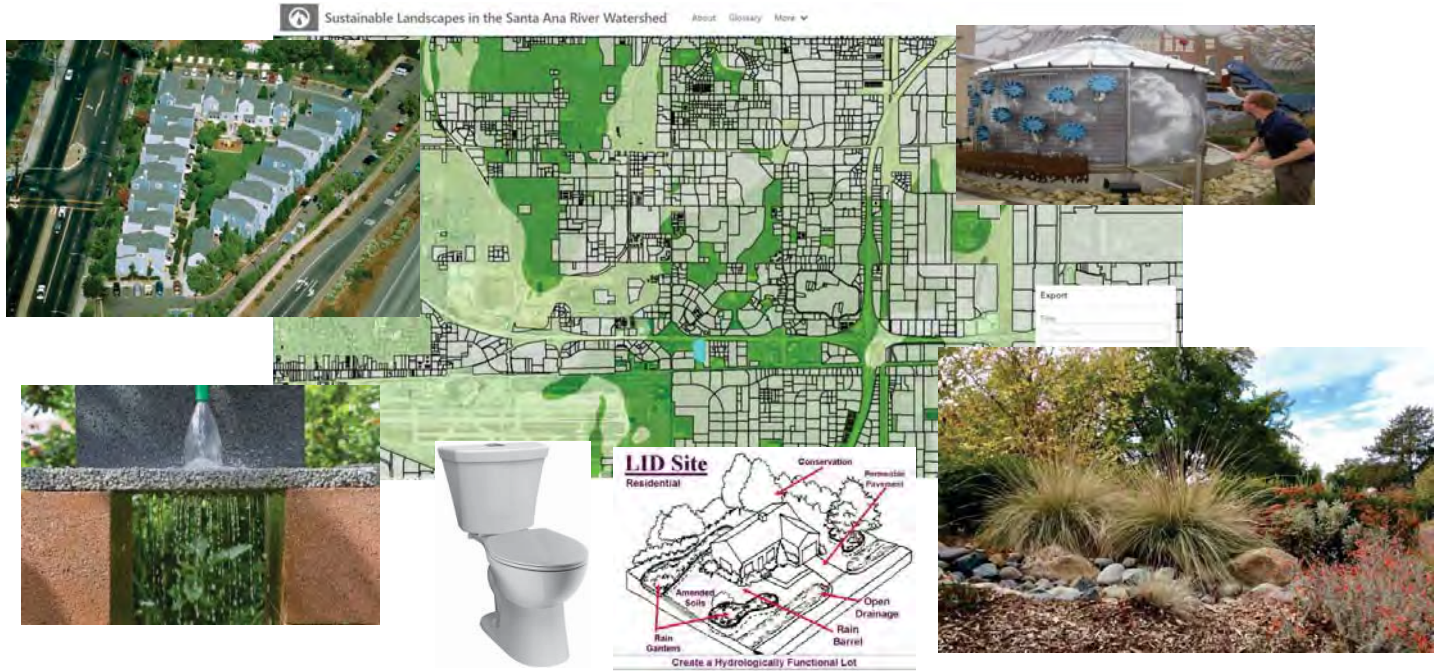 Sustainable Landscapes in the Santa Ana River Watershed
About Glossary More
Export
Title
LID Site
Residential
Conservation
Permeable
Pavement
Amended
Soils
Open
Drainage
Rain
Gardens
Rain
Barrel
Create a Hydrologically Functional Lot